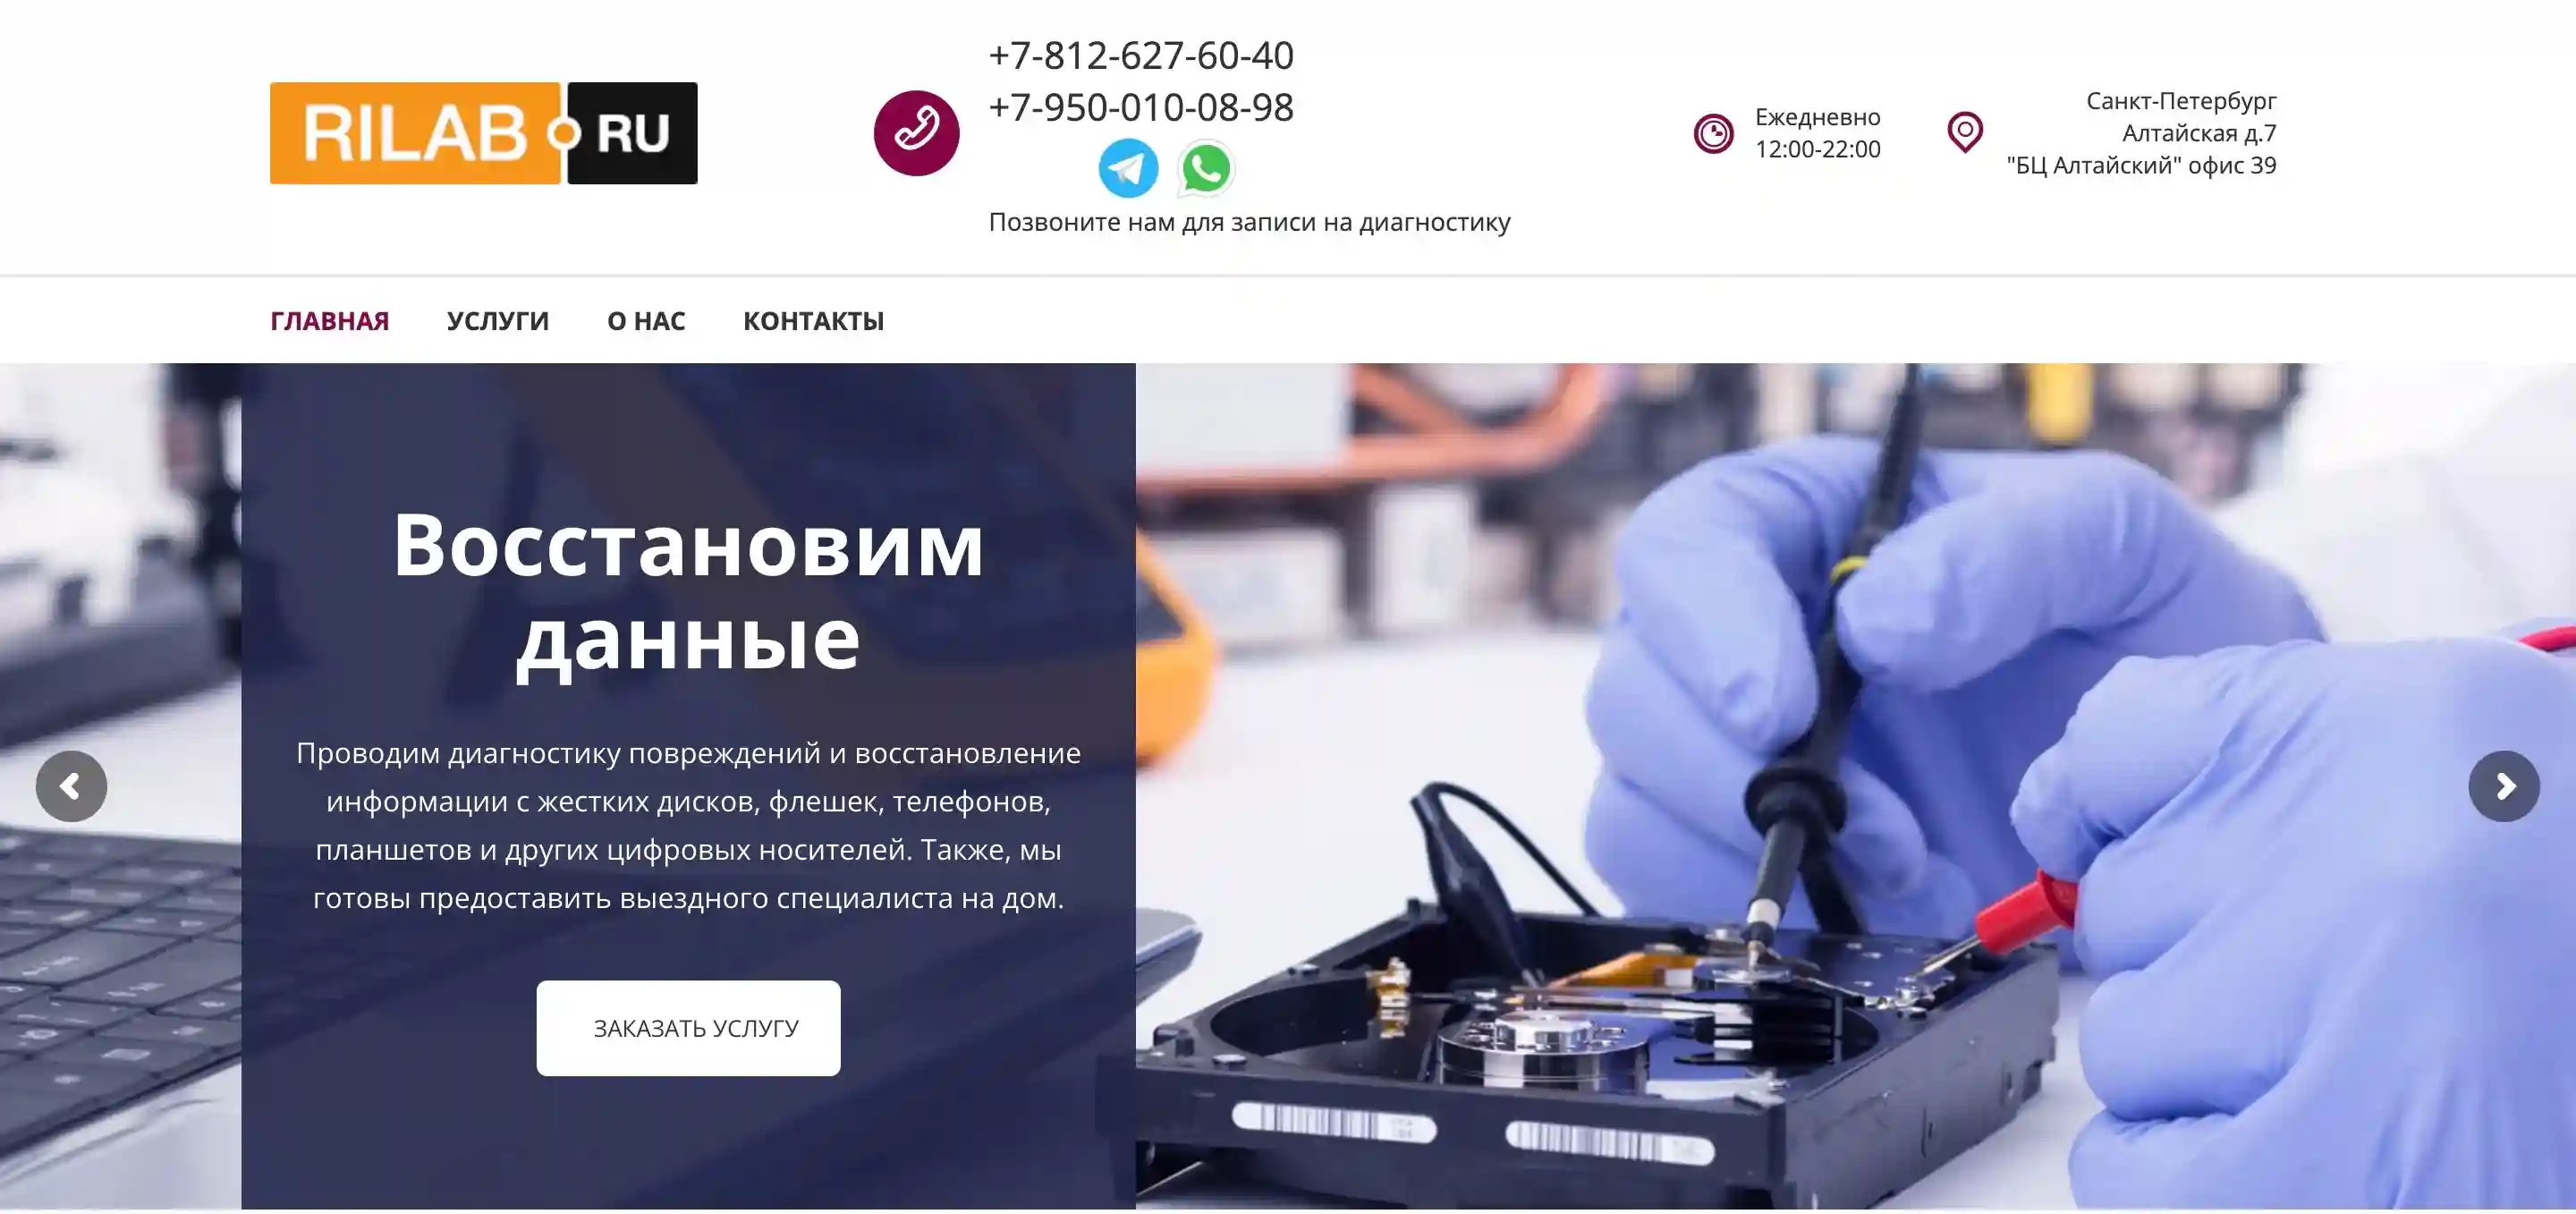 RILAB RU
+7-812-627-60-40
+7-950-010-08-98
Позвоните нам для записи на диагностику
Ежедневно
12:00-22:00
Санкт-Петербург
Алтайская д.7
"БЦ Алтайский" офис 39
ГЛАВНАЯ УСЛУГИ О НАС КОНТАКТЫ
Восстановим
данные
Проводим диагностику повреждений и восстановление
информации с жестких дисков, флешек, телефонов,
планшетов и других цифровых носителей. Также, мы
готовы предоставить выездного специалиста на дом.
ЗАКАЗАТЬ УСЛУГУ